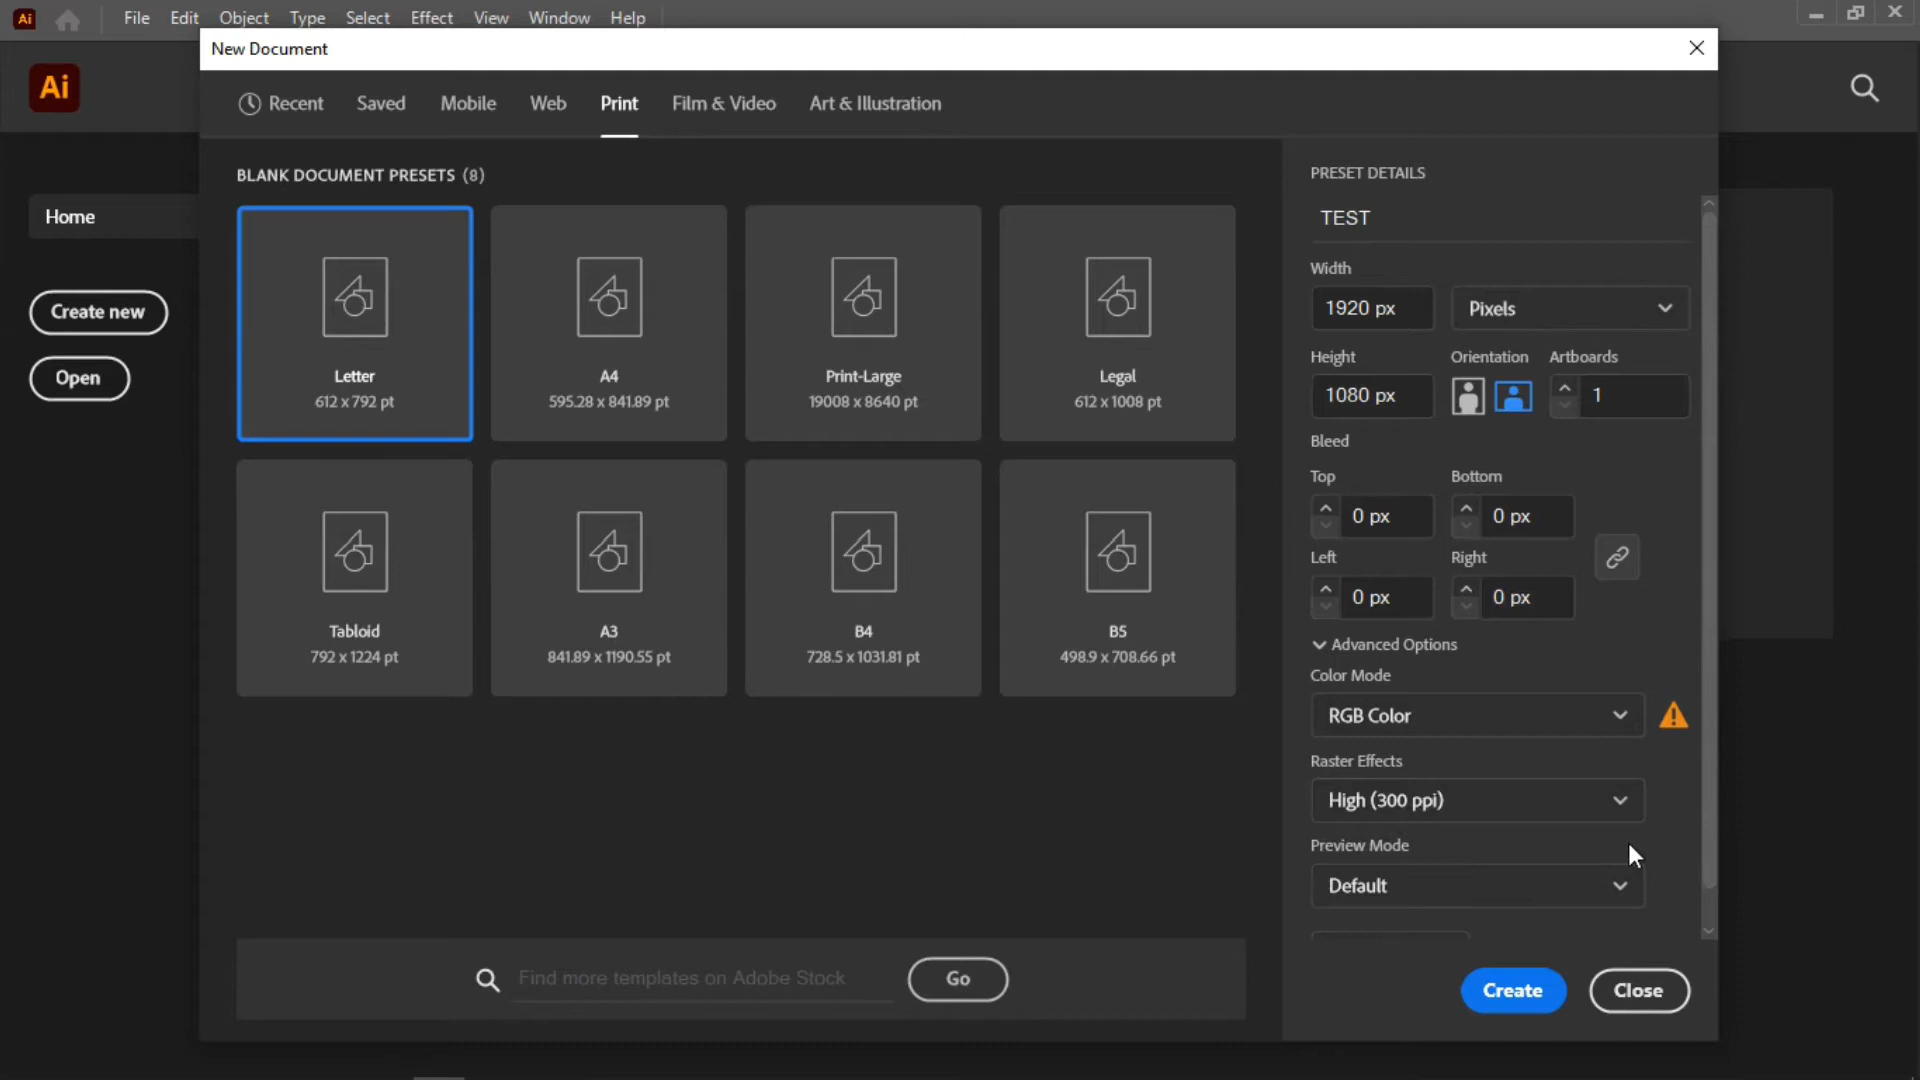 Ai File Edit Object Type Select Effect View Window Help
New Document
Ai
Recent Saved Mobile Web Print Film & Video Art & Illustration
BLANK DOCUMENT PRESETS (8)
Home
Create new
Open
Letter
612 x 792 pt
A4
595.28 x 841.89 pt
Print-Large
19008 x 8640 pt
Legal
612 x 1008 pt
Tabloid
792 x 1224 pt
A3
841.89 x 1190.55 pt
B4
728.5 x 1031.81 pt
B5
498.9 x 708.66 pt
Find more templates on Adobe Stock Go
PRESET DETAILS
TEST
Width
1920 px Pixels
Height Orientation Artboards
1080 px 1
Bleed
Top Bottom
0 px 0 px
Left Right
0 px 0 px
Advanced Options
Color Mode
RGB Color
Raster Effects
High (300 ppi)
Preview Mode
Default
Create Close